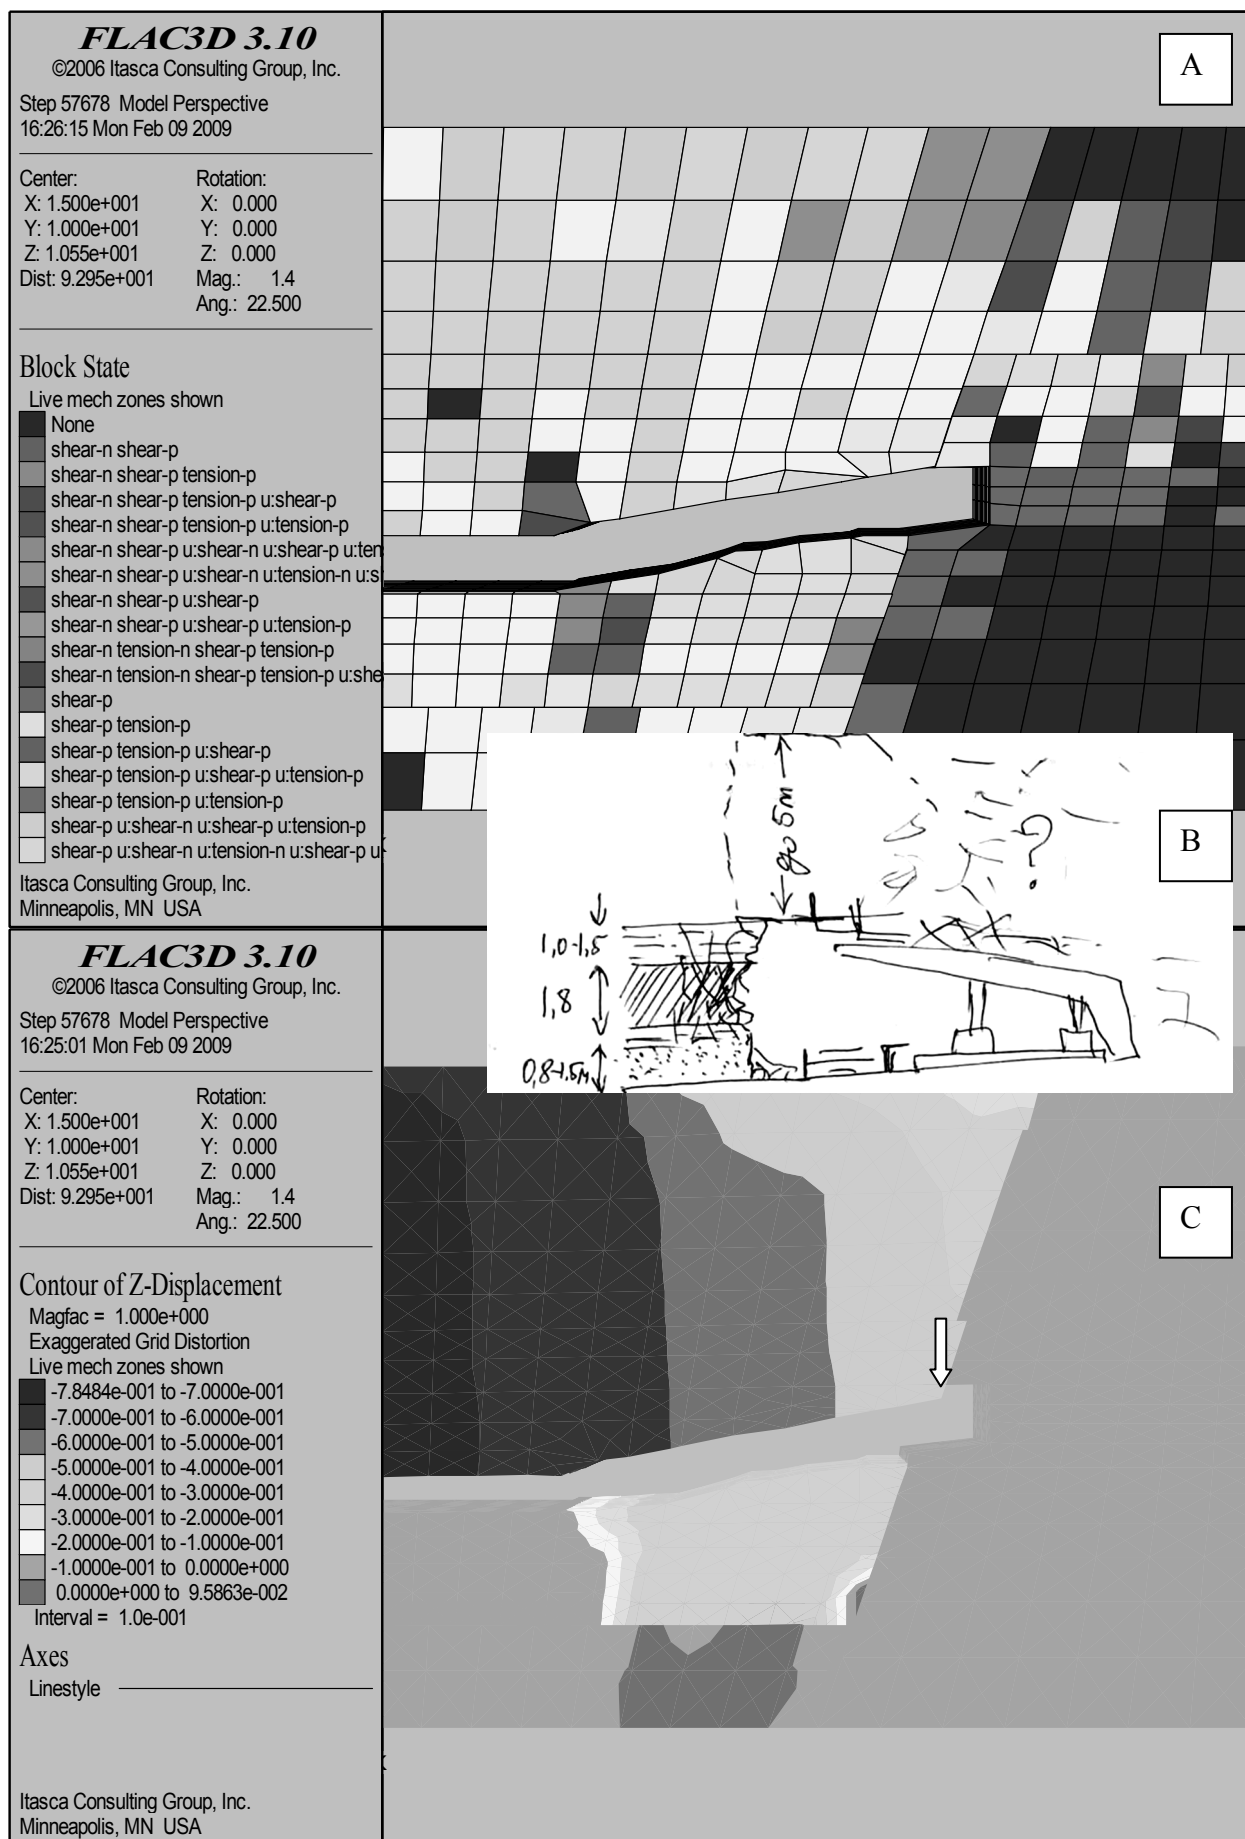 FLAC3D 3.10
©2006 Itasca Consulting Group, Inc.
Step 57678 Model Perspective
16:26:15 Mon Feb 09 2009
Center:
X: 1.500e+001
Y: 1.000e+001
Z: 1.055e+001
Dist: 9.295e+001
Rotation:
X: 0.000
Y: 0.000
Z: 0.000
Mag.: 1.4
Ang.: 22.500
Block State
Live mech zones shown
None
shear-n shear-p
shear-n shear-p tension-p
shear-n shear-p tension-p u:shear-p
shear-n shear-p tension-p u:tension-p
shear-n shear-p u:shear-n u:shear-p u:ten
shear-n shear-p u:shear-n u:tension-n u:s
shear-n shear-p u:shear-p
shear-n shear-p u:shear-p u:tension-p
shear-n tension-n shear-p tension-p
shear-n tension-n shear-p tension-p u:she
shear-p
shear-p tension-p
shear-p tension-p u:shear-p
shear-p tension-p u:shear-p u:tension-p
shear-p tension-p u:tension-p
shear-p u:shear-n u:shear-p u:tension-p
shear-p u:shear-n u:tension-n u:shear-p u
Itasca Consulting Group, Inc.
Minneapolis, MN USA
A
B
до 5м
?
1,0-1,5
1,8
0,8-1,5м
FLAC3D 3.10
©2006 Itasca Consulting Group, Inc.
Step 57678 Model Perspective
16:25:01 Mon Feb 09 2009
Center:
X: 1.500e+001
Y: 1.000e+001
Z: 1.055e+001
Dist: 9.295e+001
Rotation:
X: 0.000
Y: 0.000
Z: 0.000
Mag.: 1.4
Ang.: 22.500
Contour of Z-Displacement
Magfac = 1.000e+000
Exaggerated Grid Distortion
Live mech zones shown
-7.8484e-001 to -7.0000e-001
-7.0000e-001 to -6.0000e-001
-6.0000e-001 to -5.0000e-001
-5.0000e-001 to -4.0000e-001
-4.0000e-001 to -3.0000e-001
-3.0000e-001 to -2.0000e-001
-2.0000e-001 to -1.0000e-001
-1.0000e-001 to 0.0000e+000
0.0000e+000 to 9.5863e-002
Interval = 1.0e-001
Axes
Linestyle
Itasca Consulting Group, Inc.
Minneapolis, MN USA
C